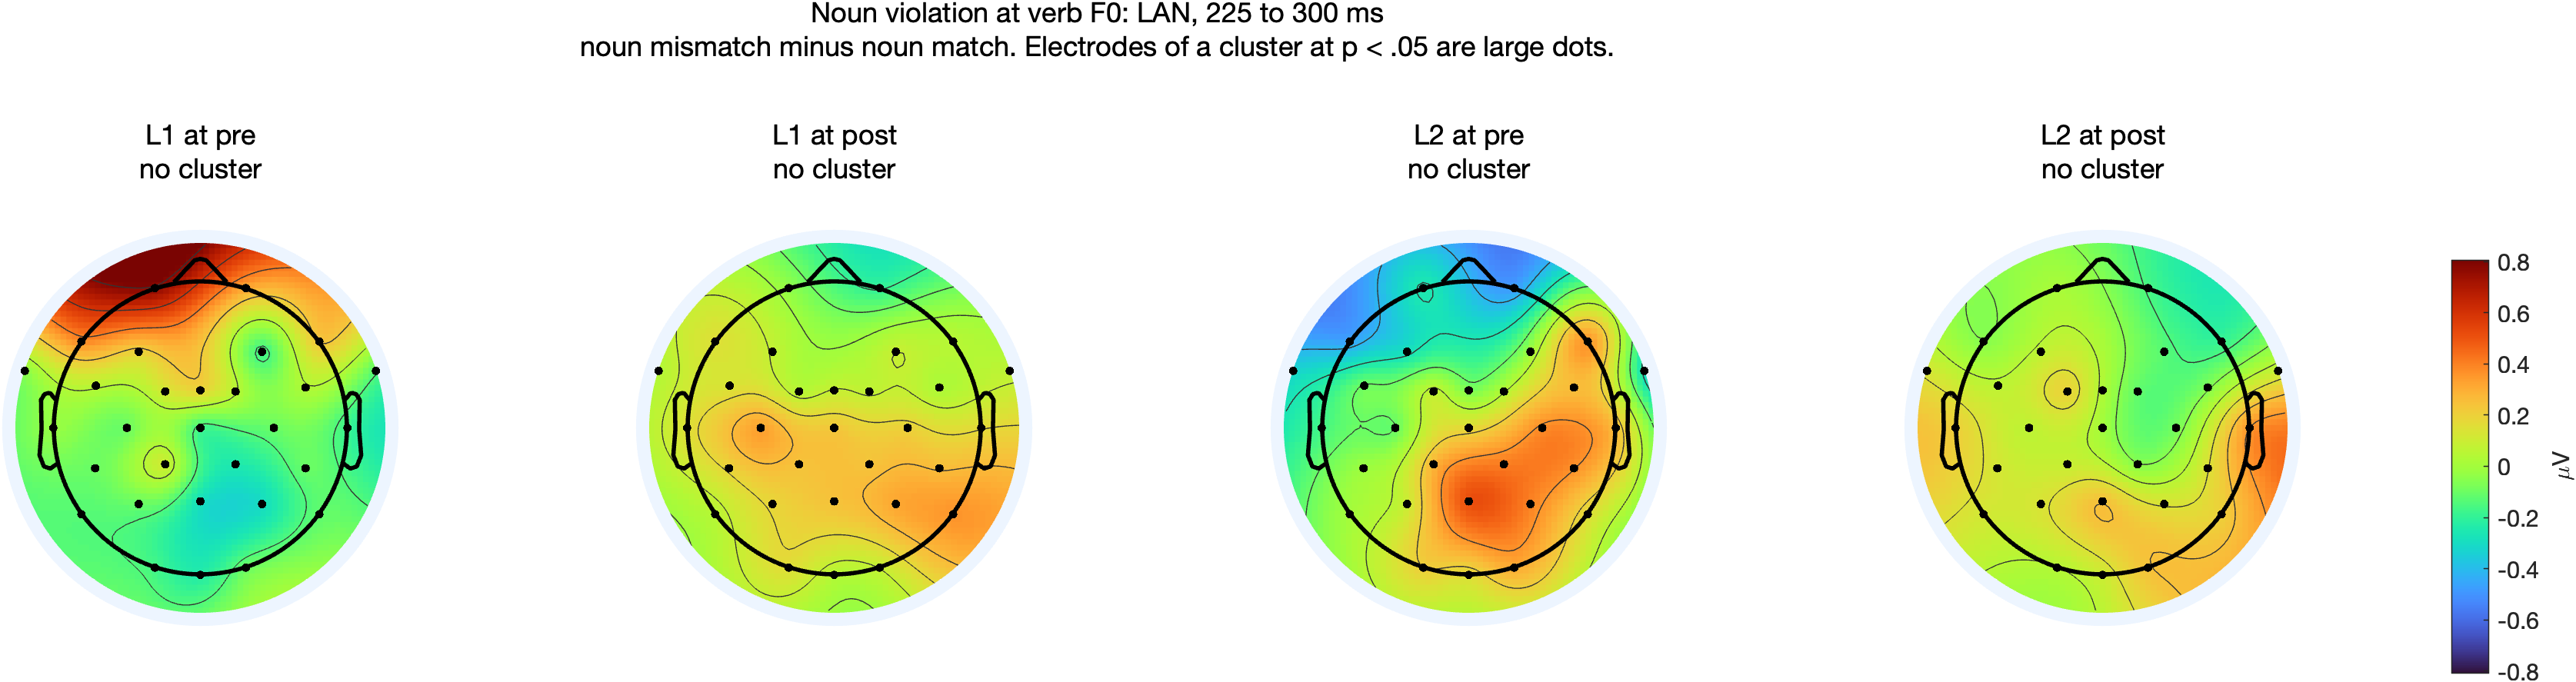 Noun violation at verb F0: LAN, 225 to 300 ms
noun mismatch minus noun match. Electrodes of a cluster at p < .05 are large dots.
L1 at pre
no cluster
L1 at post
no cluster
L2 at pre
no cluster
L2 at post
no cluster
0.8
0.6
0.4
0.2
0
-0.2
-0.4
-0.6
-0.8
μV